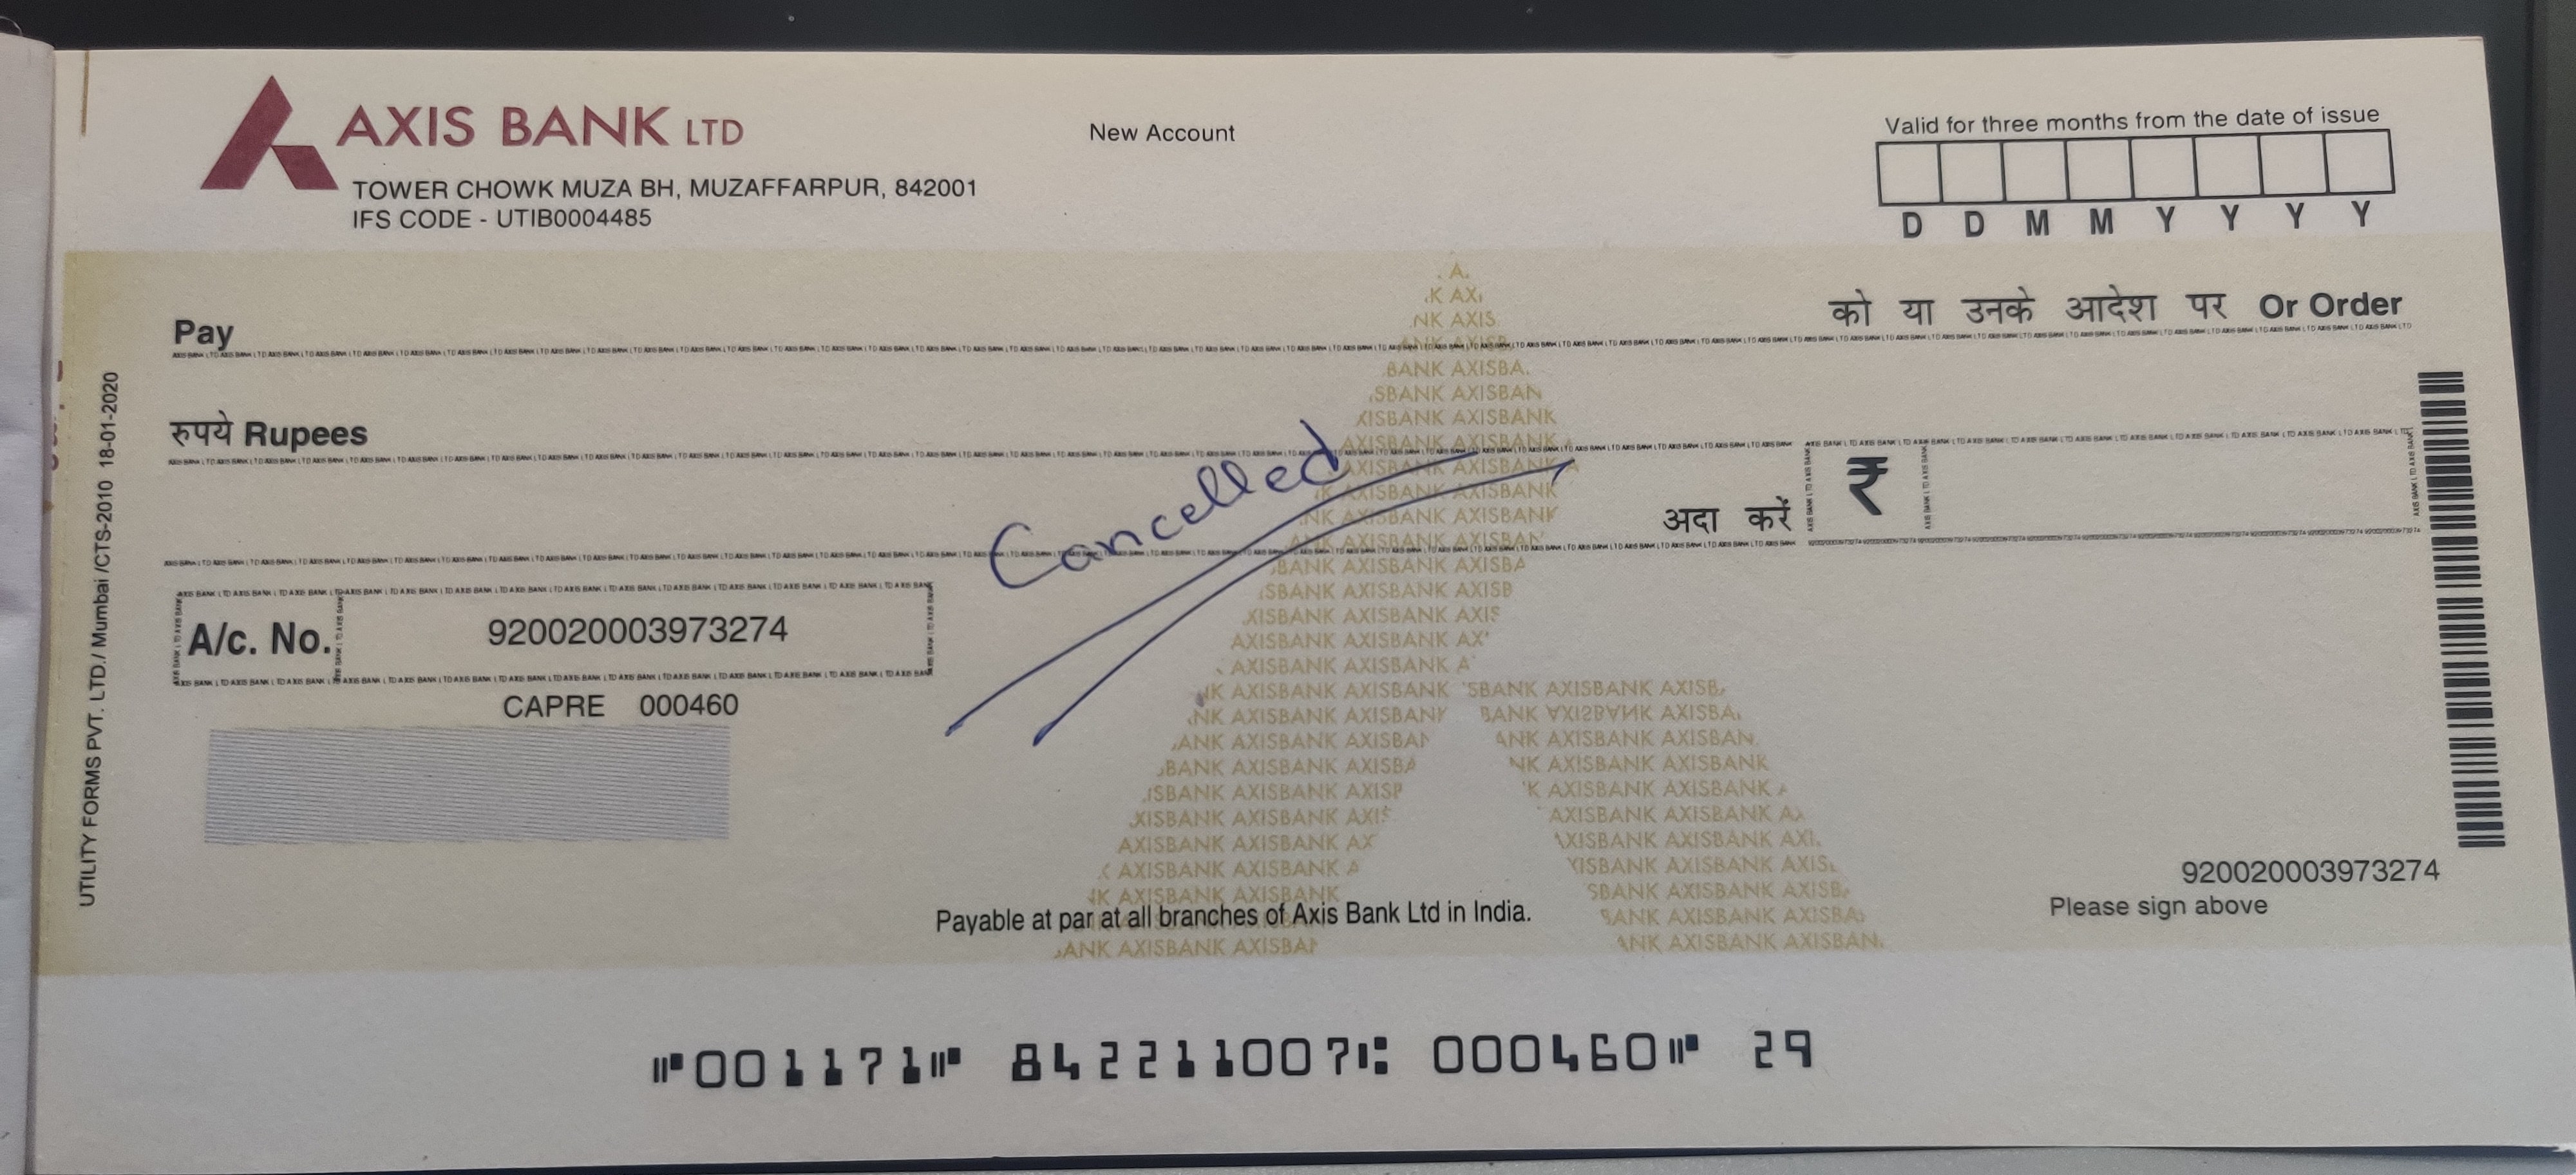 AXIS BANK LTD
TOWER CHOWK MUZA BH, MUZAFFARPUR, 842001
IFS CODE - UTIB0004485
New Account
Valid for three months from the date of issue
D D M M Y Y Y Y
Pay
को या उनके आदेश पर Or Order
रुपये Rupees
Cancelled
अदा करें ₹
A/c. No. 920020003973274
CAPRE 000460
UTILITY FORMS PVT. LTD./ Mumbai /CTS-2010 18-01-2020
Payable at par at all branches of Axis Bank Ltd in India.
920020003973274
Please sign above
⑈001171⑈ 842211007⑆ 000460⑈ 29